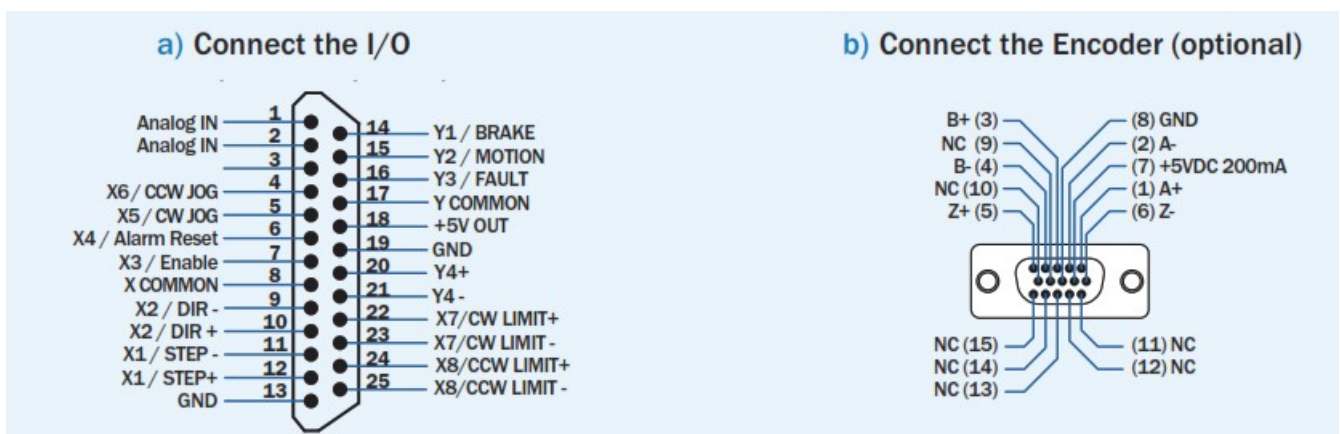 a) Connect the I/O
Analog IN 1
Analog IN 2
3
X6 / CCW JOG 4
X5 / CW JOG 5
X4 / Alarm Reset 6
X3 / Enable 7
X COMMON 8
X2 / DIR - 9
X2 / DIR + 10
X1 / STEP - 11
X1 / STEP+ 12
GND 13
14 Y1 / BRAKE
15 Y2 / MOTION
16 Y3 / FAULT
17 Y COMMON
18 +5V OUT
19 GND
20 Y4+
21 Y4 -
22 X7/CW LIMIT+
23 X7/CW LIMIT -
24 X8/CCW LIMIT+
25 X8/CCW LIMIT -
b) Connect the Encoder (optional)
B+ (3)
NC (9)
B- (4)
NC (10)
Z+ (5)
(8) GND
(2) A-
(7) +5VDC 200mA
(1) A+
(6) Z-
NC (15)
NC (14)
NC (13)
(11) NC
(12) NC